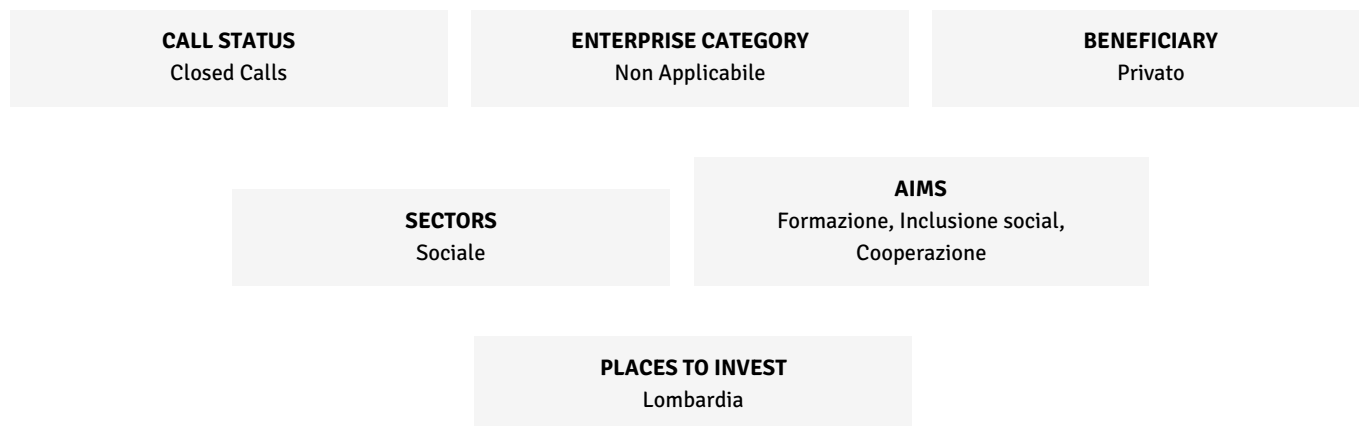 CALL STATUS
Closed Calls
ENTERPRISE CATEGORY
Non Applicabile
BENEFICIARY
Privato
SECTORS
Sociale
AIMS
Formazione, Inclusione social,
Cooperazione
PLACES TO INVEST
Lombardia